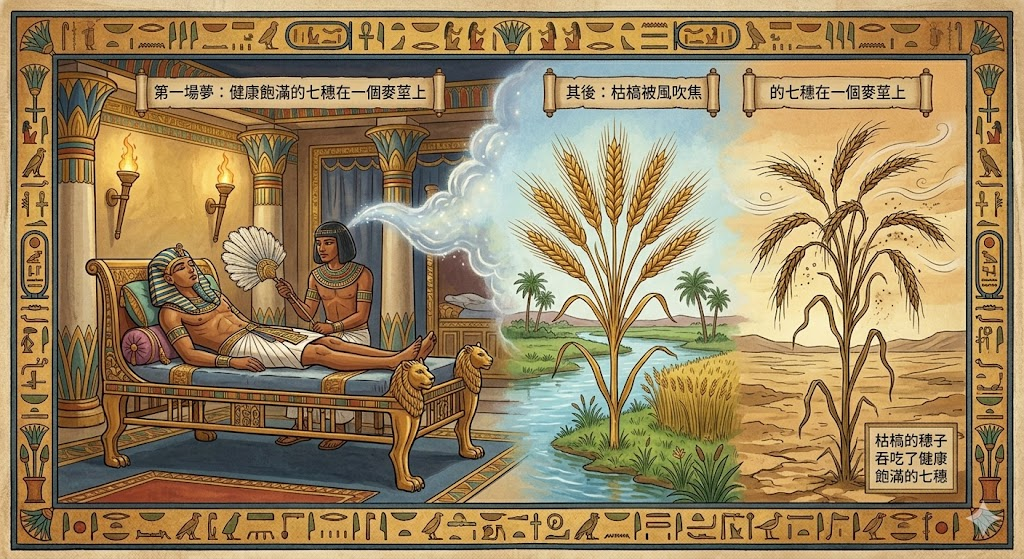 第一場夢：健康飽滿的七穗在一個麥莖上
其後：枯槁被風吹焦
的七穗在一個麥莖上
枯槁的穗子
吞吃了健康
飽滿的七穗